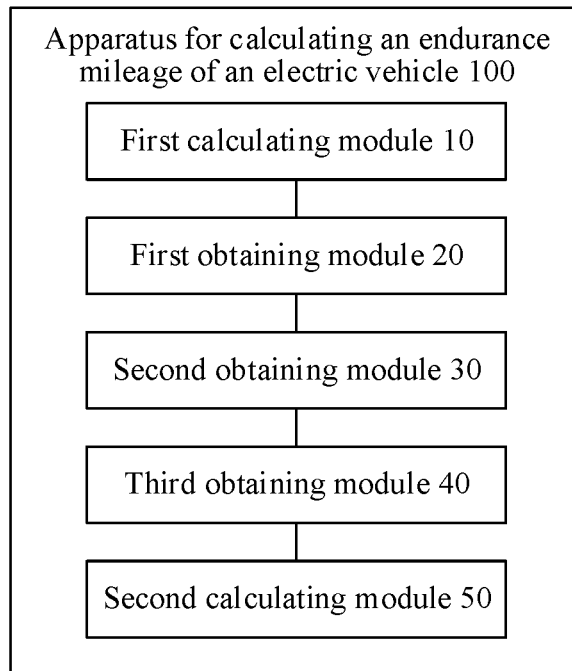 Apparatus for calculating an endurance
mileage of an electric vehicle 100
First calculating module 10
First obtaining module 20
Second obtaining module 30
Third obtaining module 40
Second calculating module 50